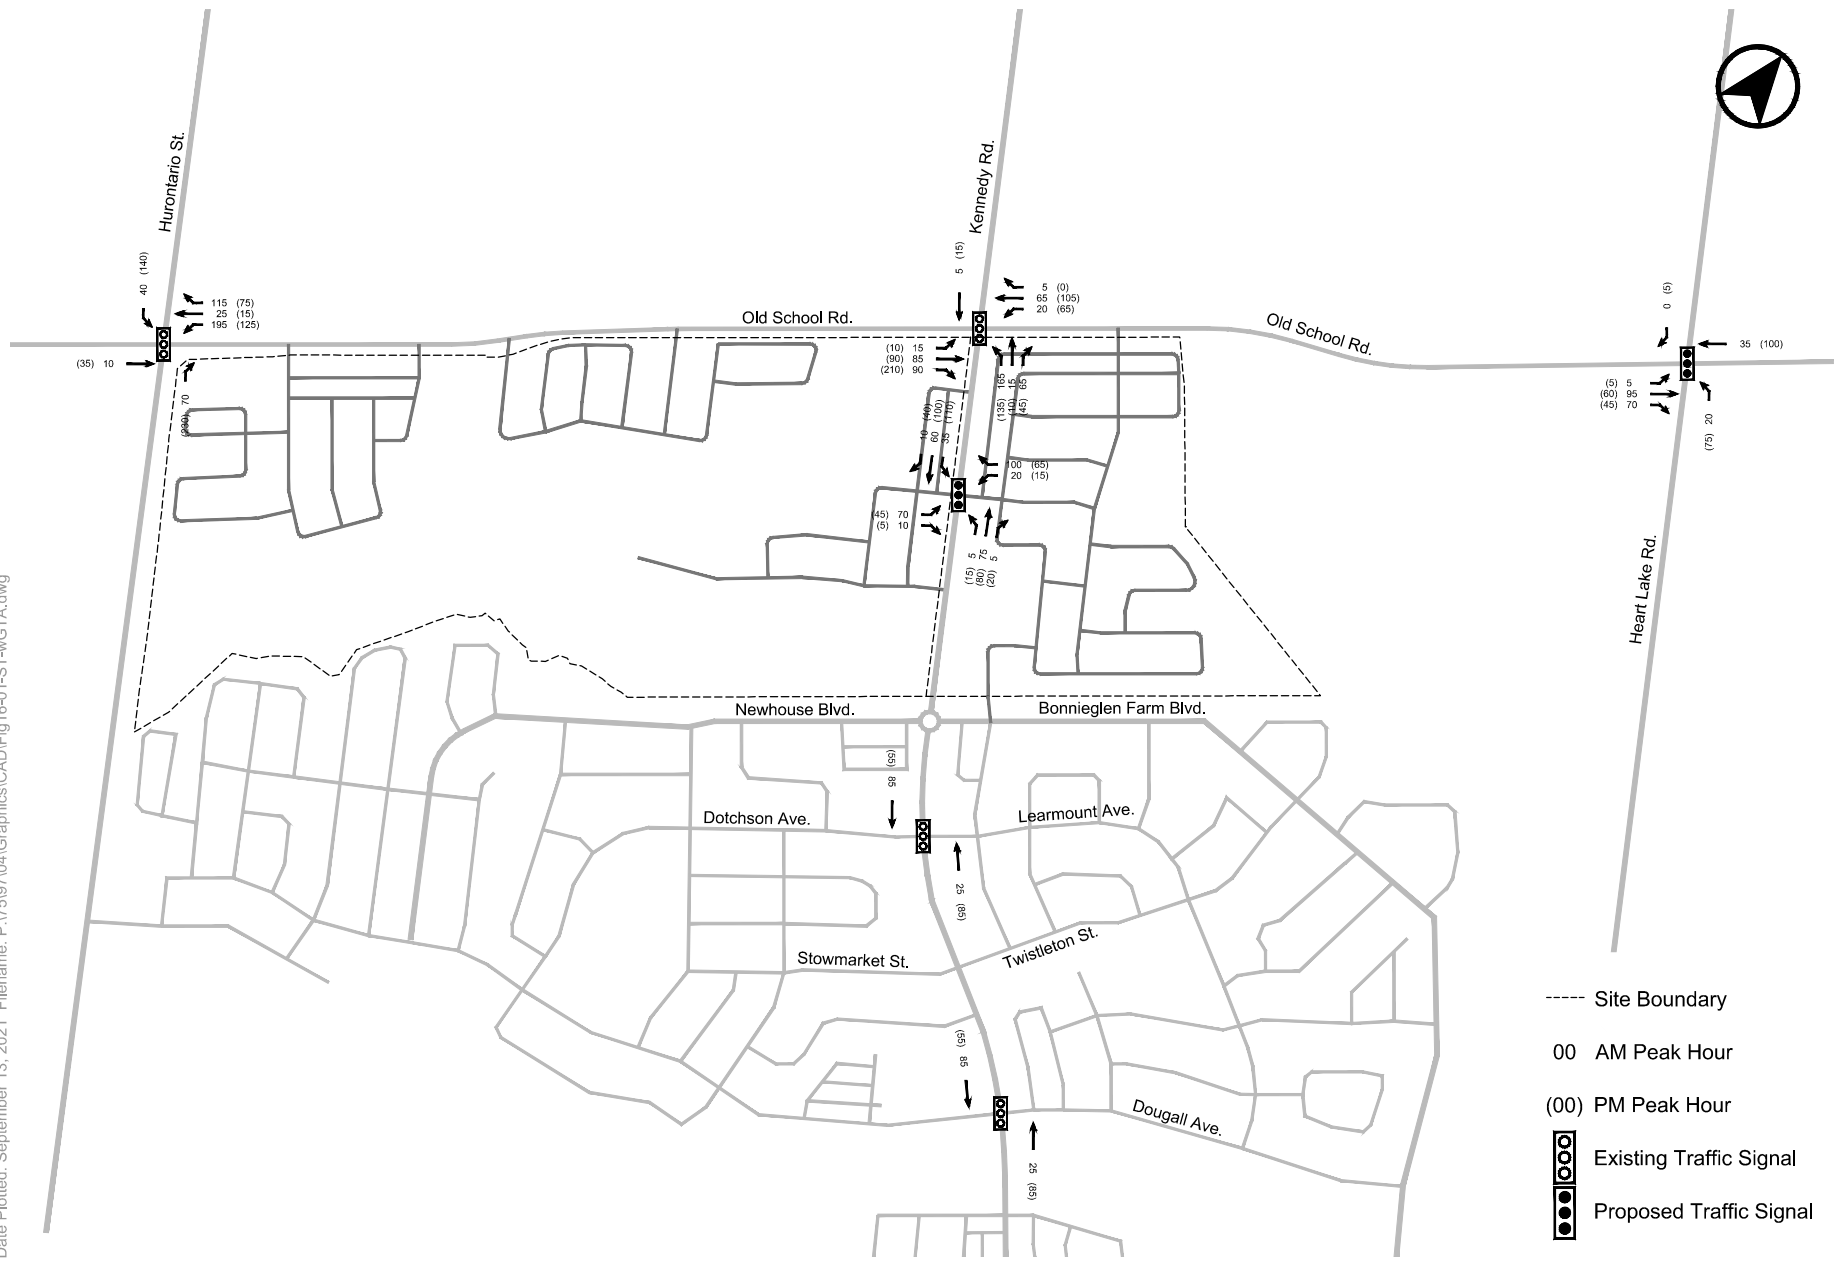 Hurontario St.
Kennedy Rd.
40 (140)
115 (75)
25 (15)
195 (125)
(35) 10
(230) 70
5 (15)
5 (0)
65 (105)
20 (65)
Old School Rd.
Old School Rd.
(10) 15
(90) 85
(210) 90
(135) 165
(10) 15
(45) 65
0 (5)
35 (100)
(5) 5
(60) 95
(45) 70
(75) 20
10 (40)
60 (100)
35 (110)
100 (65)
20 (15)
(45) 70
(5) 10
(15) 5
(80) 75
(20) 5
Heart Lake Rd.
Newhouse Blvd.
Bonnieglen Farm Blvd.
(55) 85
Dotchson Ave.
Learmount Ave.
25 (85)
Stowmarket St.
Twistleton St.
(55) 85
Dougall Ave.
25 (85)
Site Boundary
00 AM Peak Hour
(00) PM Peak Hour
Existing Traffic Signal
Proposed Traffic Signal